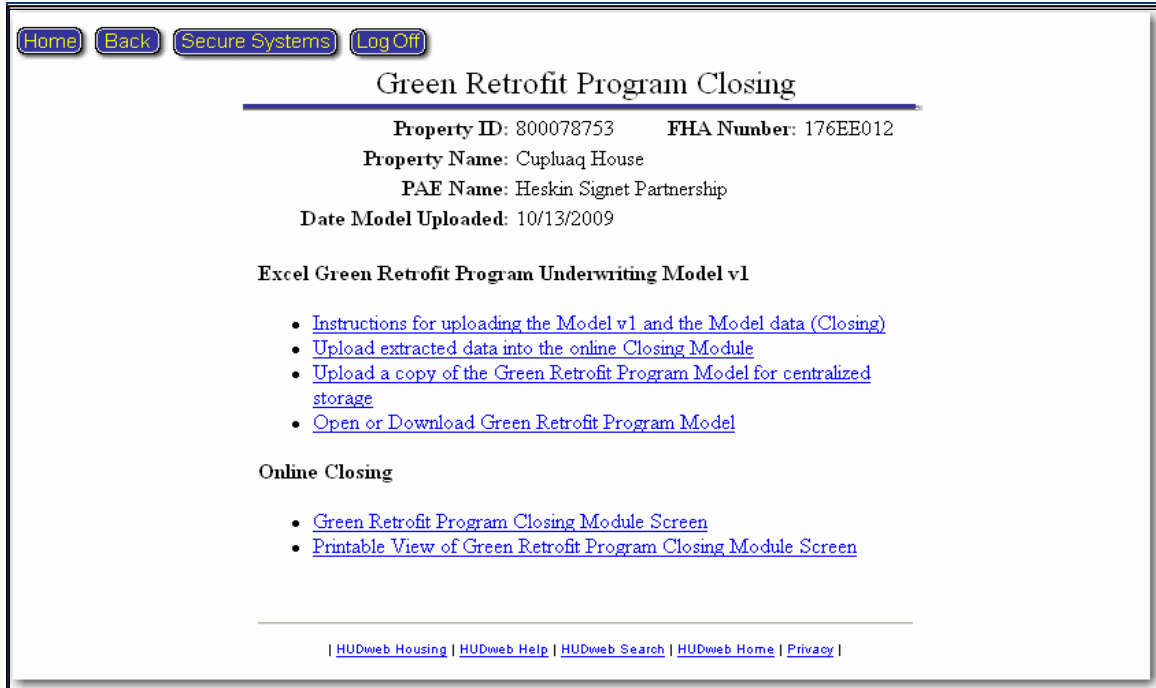 Home Back Secure Systems Log Off
Green Retrofit Program Closing
Property ID: 800078753 FHA Number: 176EE012
Property Name: Cupluaq House
PAE Name: Heskin Signet Partnership
Date Model Uploaded: 10/13/2009
Excel Green Retrofit Program Underwriting Model v1
• Instructions for uploading the Model v1 and the Model data (Closing)
• Upload extracted data into the online Closing Module
• Upload a copy of the Green Retrofit Program Model for centralized
storage
• Open or Download Green Retrofit Program Model
Online Closing
• Green Retrofit Program Closing Module Screen
• Printable View of Green Retrofit Program Closing Module Screen
| HUDweb Housing | HUDweb Help | HUDweb Search | HUDweb Home | Privacy |